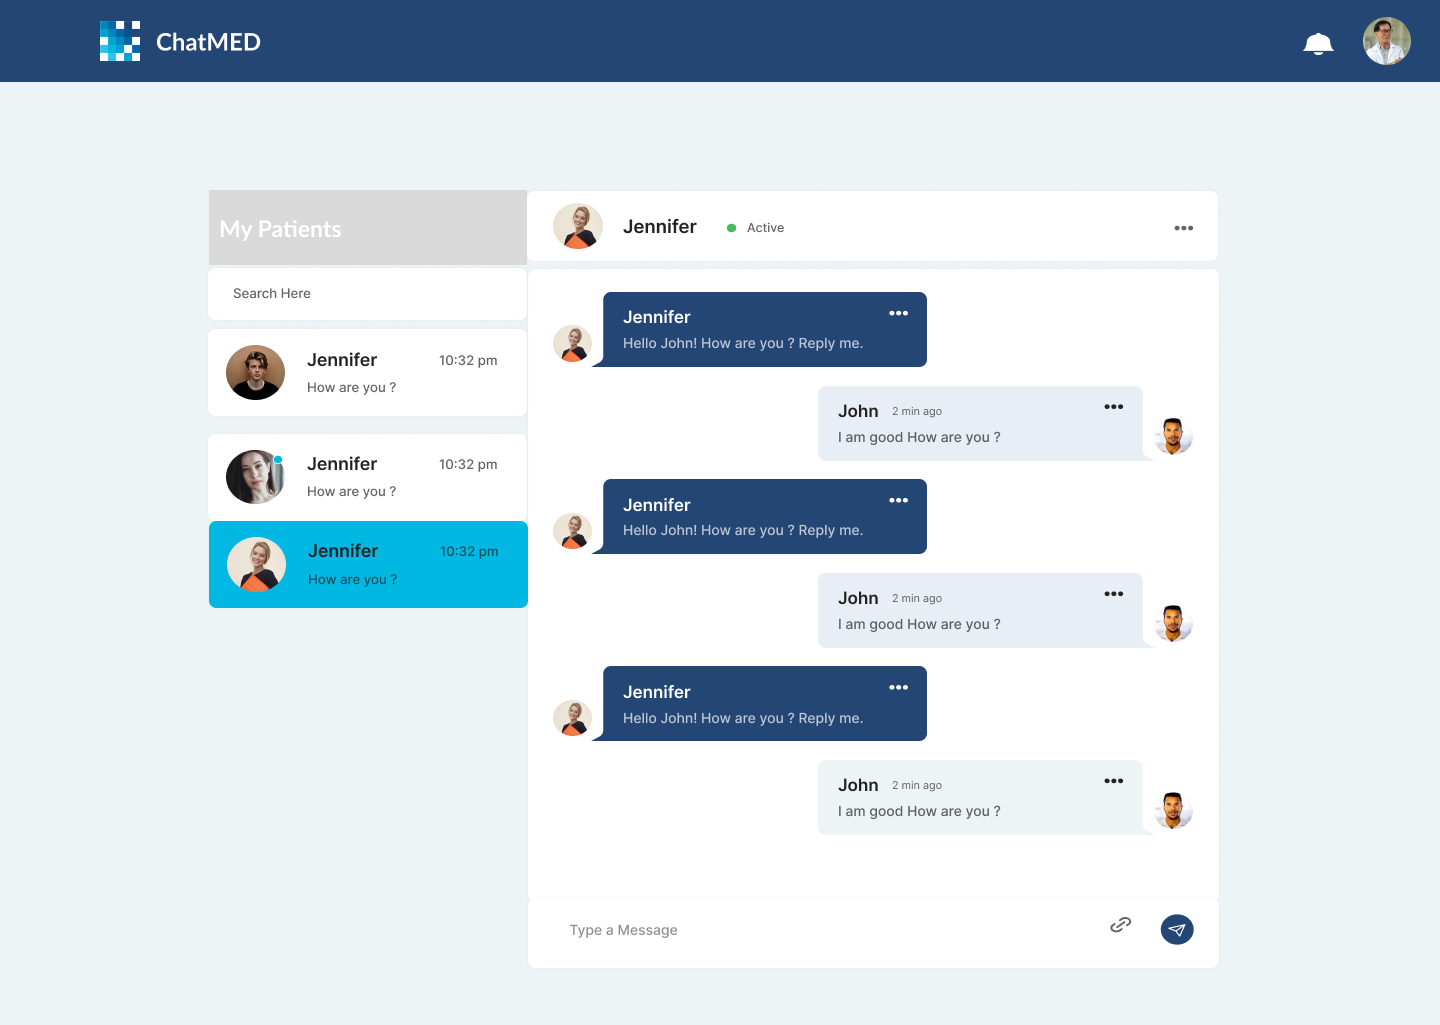 ChatMED
My Patients
Search Here
Jennifer 10:32 pm
How are you ?
Jennifer 10:32 pm
How are you ?
Jennifer 10:32 pm
How are you ?
Jennifer Active
Jennifer
Hello John! How are you ? Reply me.
John 2 min ago
I am good How are you ?
Jennifer
Hello John! How are you ? Reply me.
John 2 min ago
I am good How are you ?
Jennifer
Hello John! How are you ? Reply me.
John 2 min ago
I am good How are you ?
Type a Message